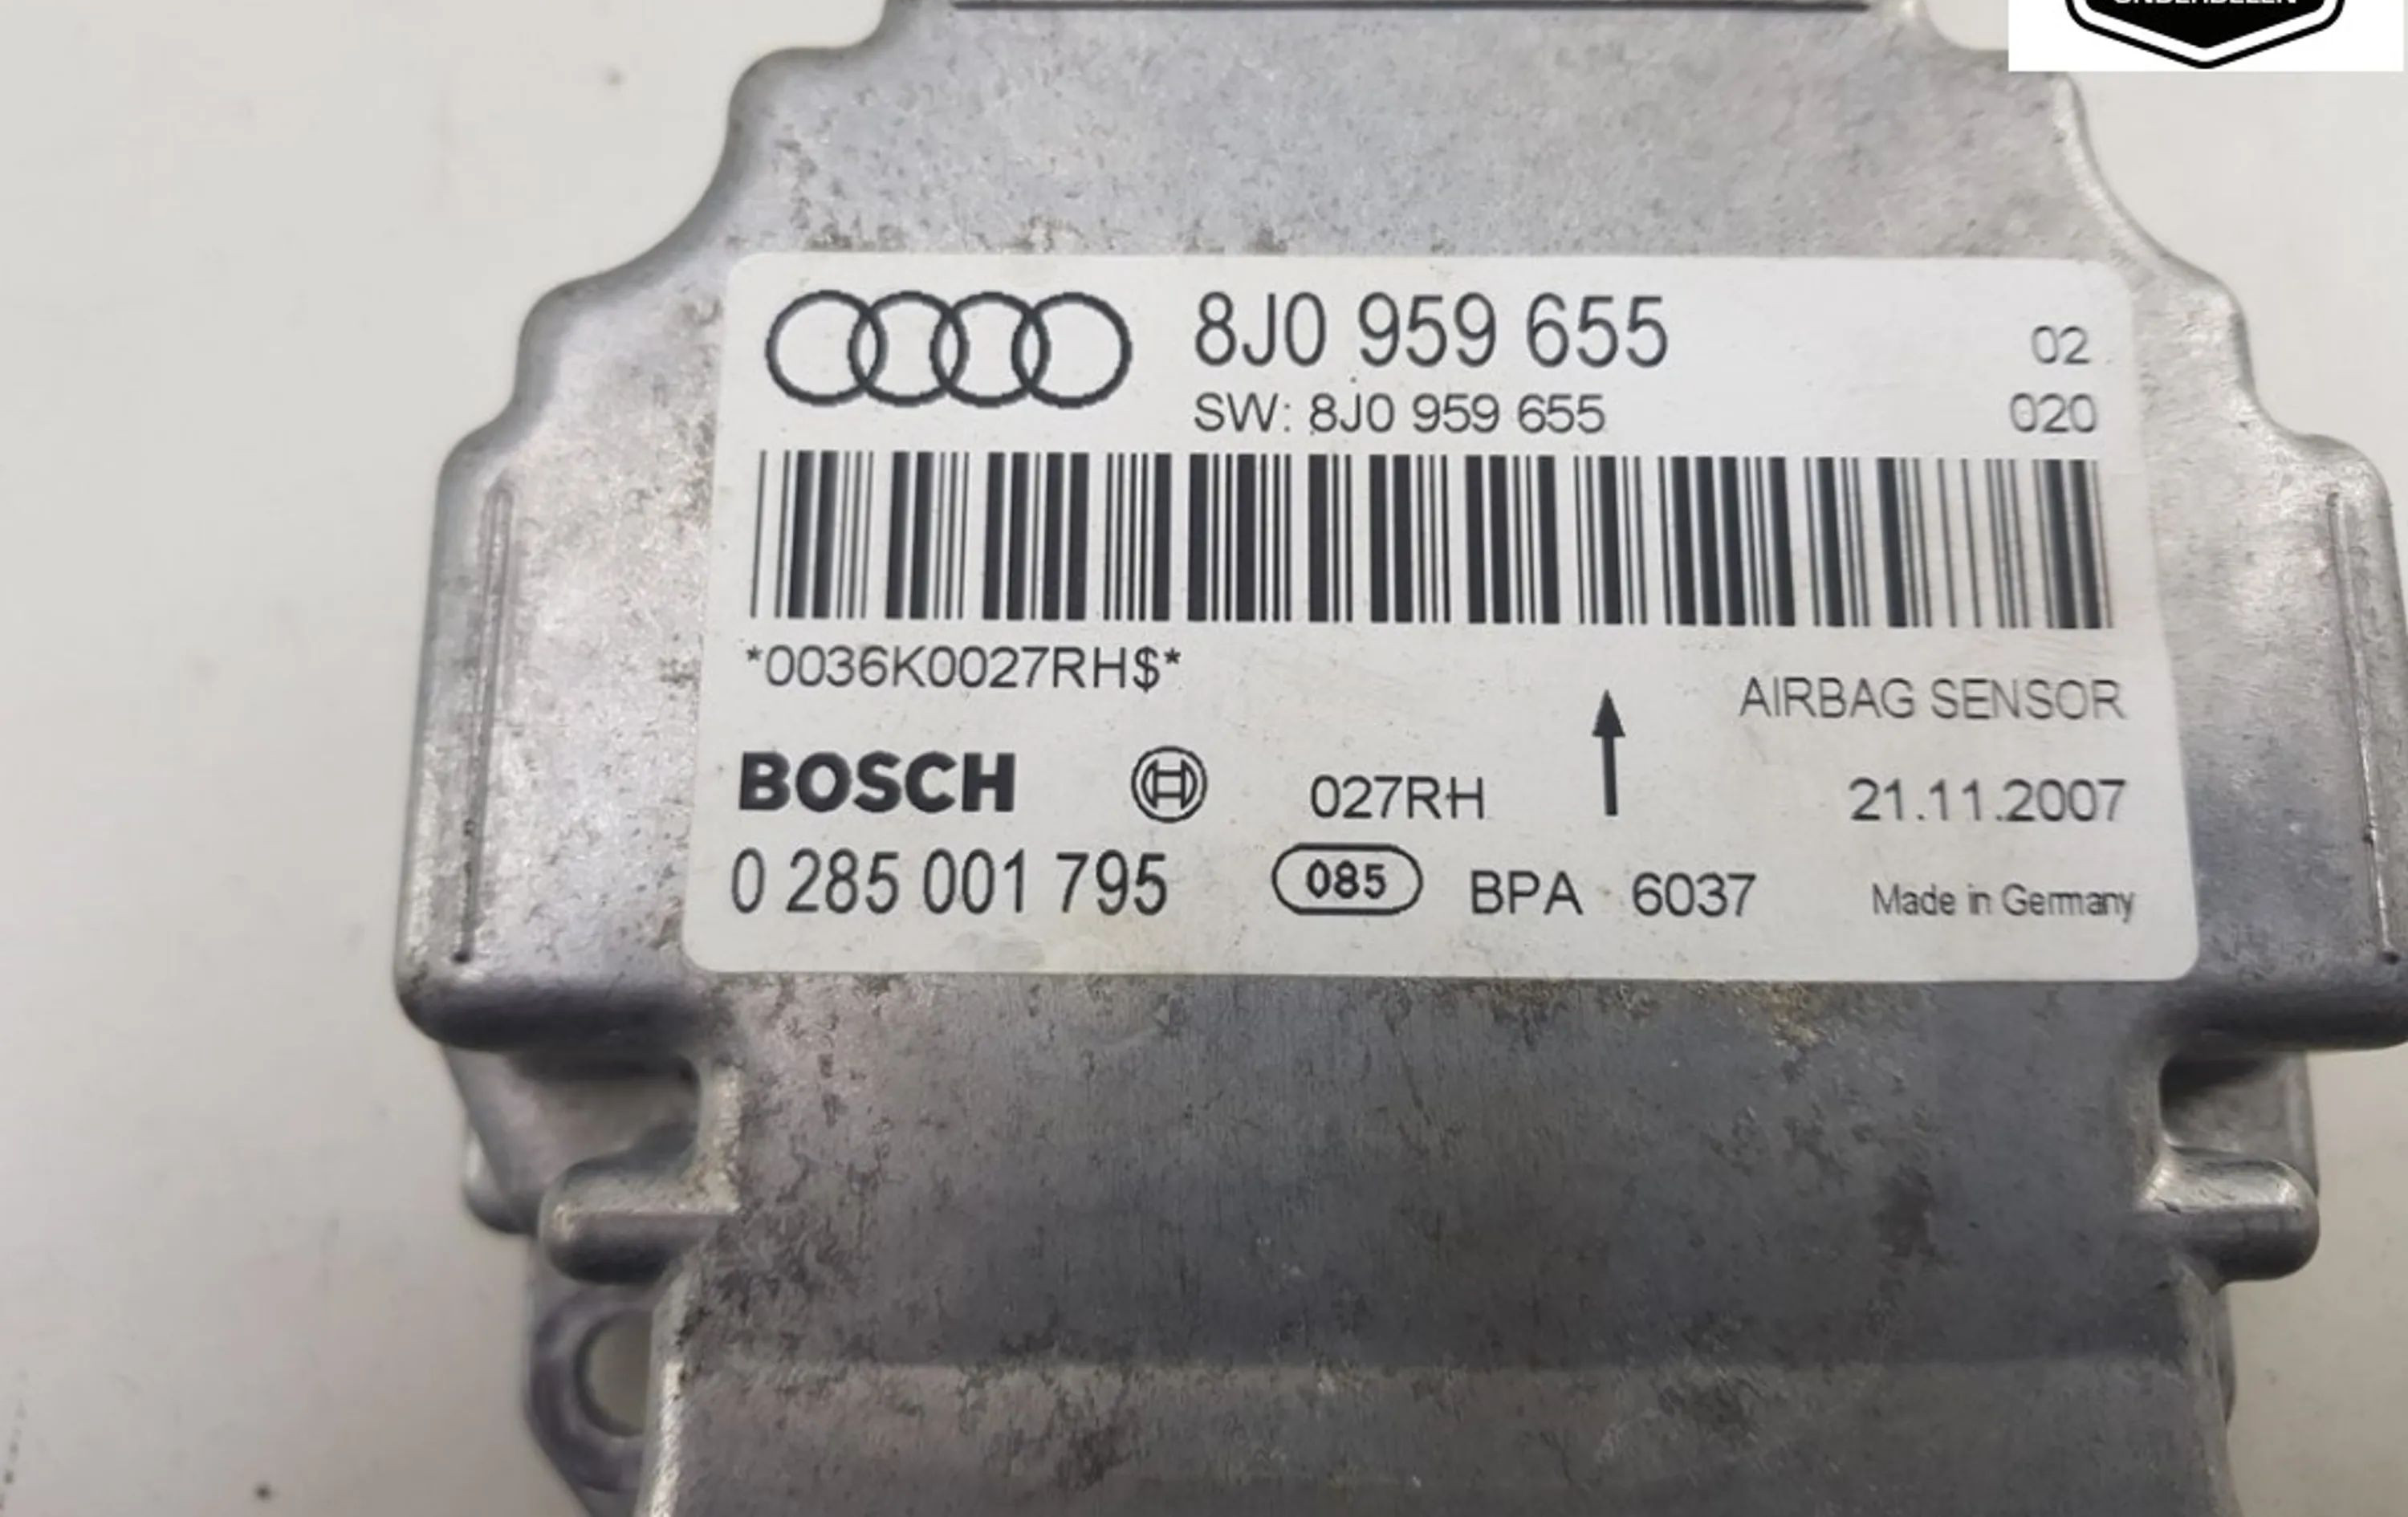 ONDERDELEN
8J0 959 655 02
SW: 8J0 959 655 020
*0036K0027RH$*
AIRBAG SENSOR
BOSCH 027RH 21.11.2007
0 285 001 795 085 BPA 6037 Made in Germany